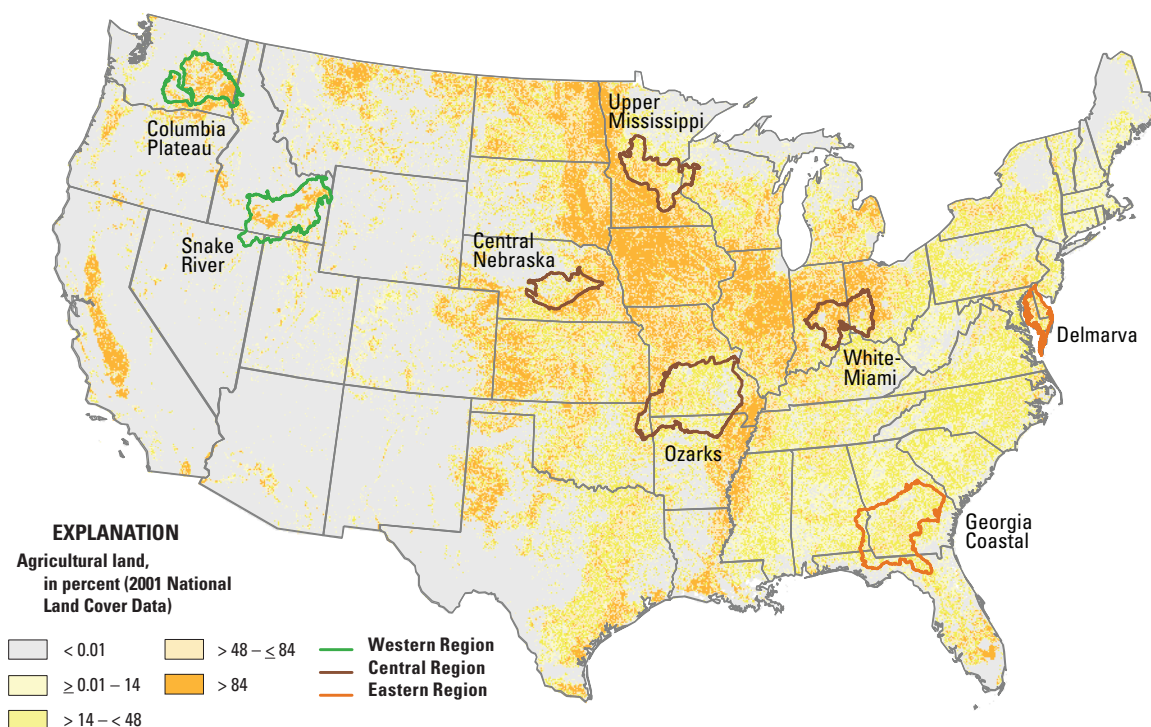 Upper
Mississippi
Columbia
Plateau
Snake
River
Central
Nebraska
Delmarva
White-
Miami
Ozarks
Georgia
Coastal
EXPLANATION
Agricultural land,
in percent (2001 National
Land Cover Data)
< 0.01
≥ 0.01 – 14
> 14 – < 48
> 48 – ≤ 84
> 84
Western Region
Central Region
Eastern Region